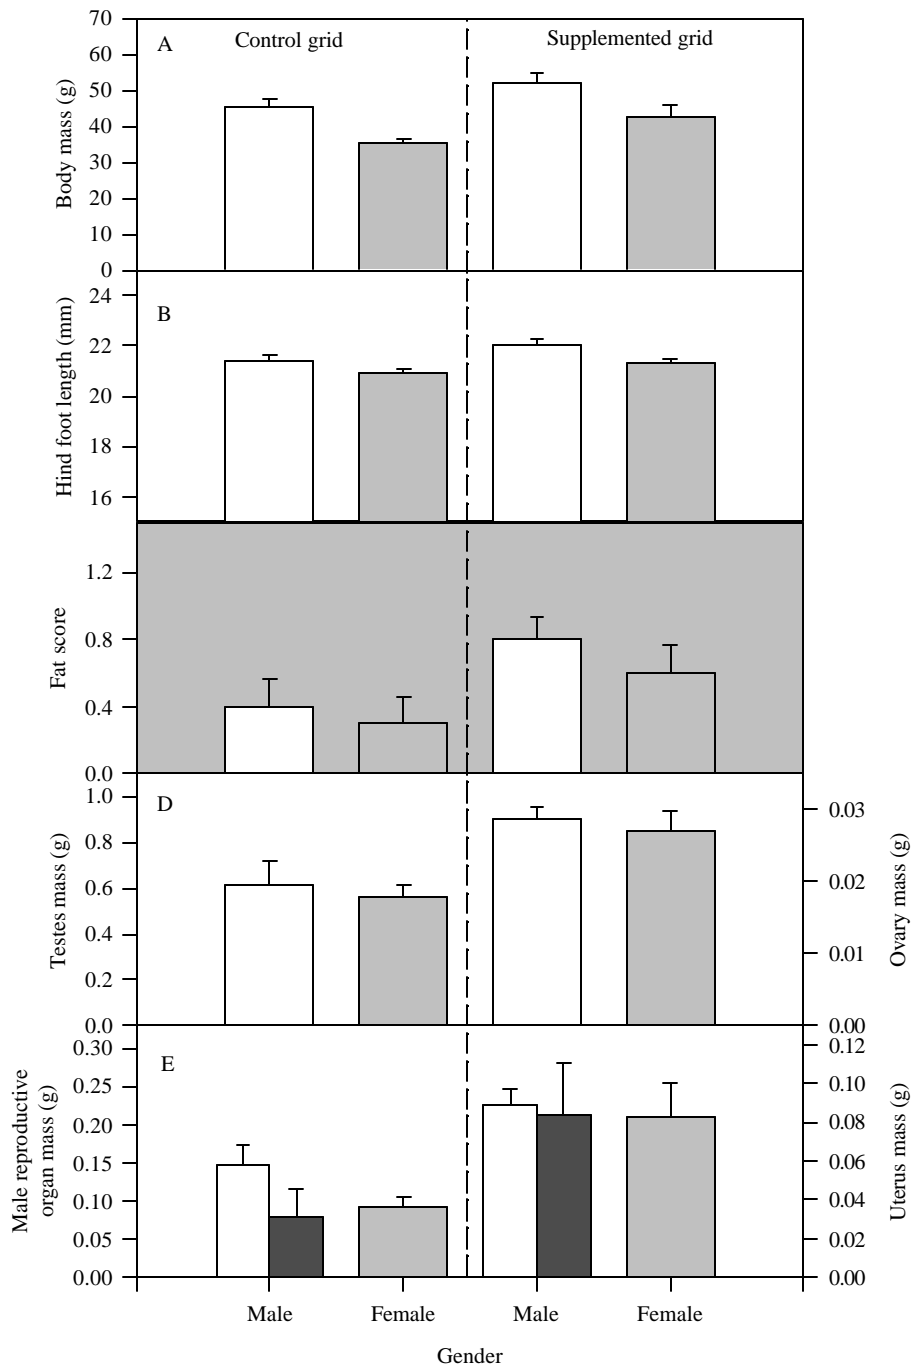 A
Control grid
Supplemented grid
Body mass (g)
70
60
50
40
30
20
10
0
B
Hind foot length (mm)
24
22
20
18
16
Fat score
1.2
0.8
0.4
0.0
D
Testes mass (g)
1.0
0.8
0.6
0.4
0.2
0.0
Ovary mass (g)
0.03
0.02
0.01
0.00
E
Male reproductive
organ mass (g)
0.30
0.25
0.20
0.15
0.10
0.05
0.00
Uterus mass (g)
0.12
0.10
0.08
0.06
0.04
0.02
0.00
Male
Female
Male
Female
Gender